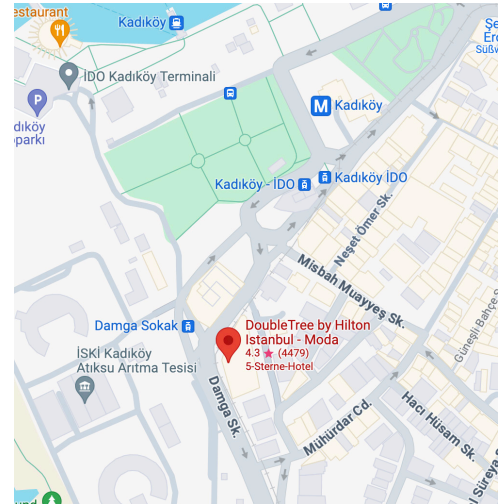 estaurant
Kadıköy
İDO Kadıköy Terminali
P
dıköy
parkı
M Kadıköy
Kadıköy - İDO
Kadıköy İDO
Neşet Ömer Sk.
Misbah Muayyeş Sk.
Güneşli Bahçe S
Damga Sokak
DoubleTree by Hilton
Istanbul - Moda
4.3 ★ (4479)
5-Sterne-Hotel
İSKİ Kadıköy
Atıksu Arıtma Tesisi
Damga Sk.
Mühürdar Cd.
Hacı Hüsam Sk.
Süreya S